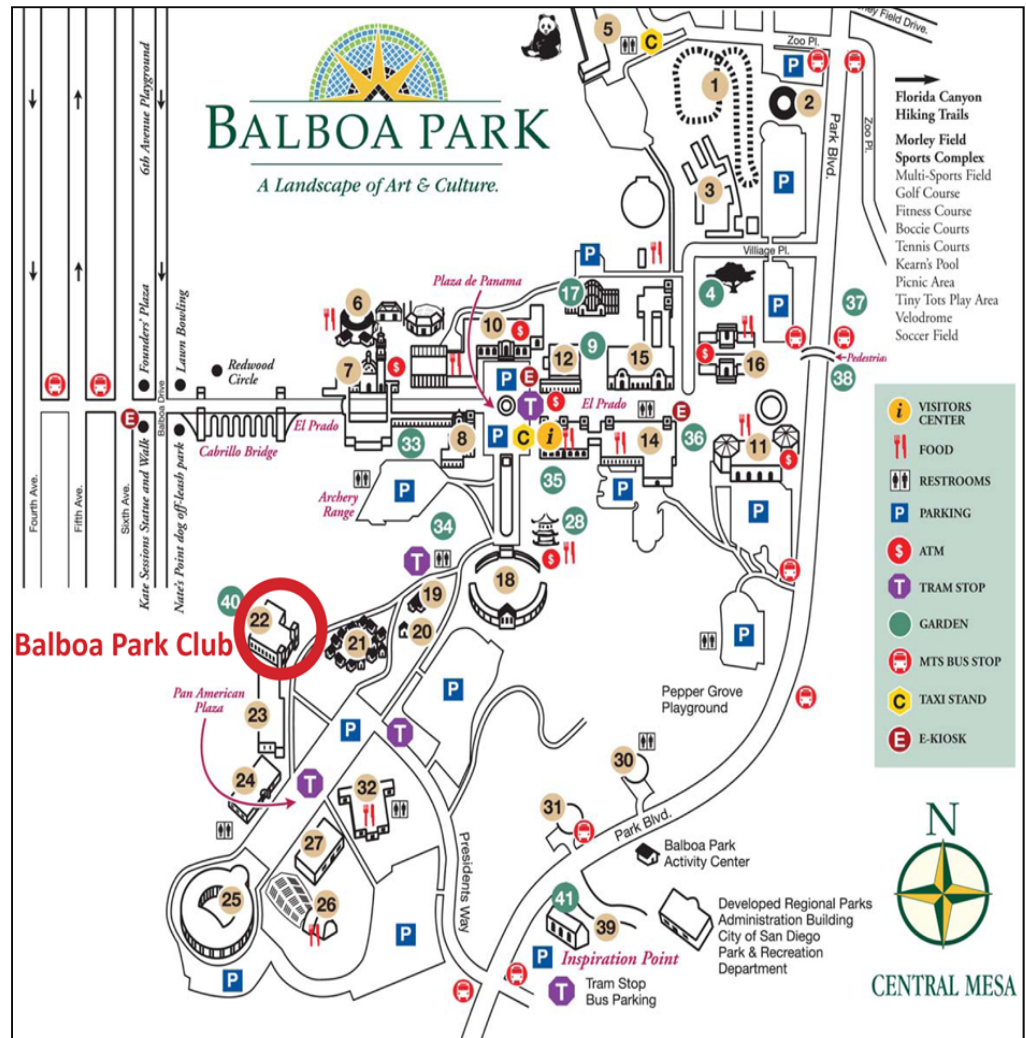 BALBOA PARK
A Landscape of Art & Culture.
Fourth Ave.
Fifth Ave.
Sixth Ave.
Balboa Drive
6th Avenue Playground
Founders' Plaza
Lawn Bowling
Kate Sessions Statue and Walk
Nate's Point dog off-leash park
Redwood
Circle
El Prado
Cabrillo Bridge
E
5
C
Zoo Pl.
P
1
2
3
P
Park Blvd.
Zoo Pl.
Florida Canyon
Hiking Trails
Morley Field
Sports Complex
Multi-Sports Field
Golf Course
Fitness Course
Boccie Courts
Tennis Courts
Kearn's Pool
Picnic Area
Tiny Tots Play Area
Velodrome
Soccer Field
Village Pl.
P
Plaza de Panama
17
4
P
37
6
10
$
9
7
$
12
15
$
16
Pedestrian
38
P
E
T
$
El Prado
E
33
8
P
C
i
14
36
11
$
Archery
Range
P
35
P
P
34
28
T
$
18
40
22
Balboa Park Club
19
20
21
P
Pan American
Plaza
23
P
P
T
Pepper Grove
Playground
24
T
32
30
31
Park Blvd.
27
Presidents Way
Balboa Park
Activity Center
25
26
P
P
41
39
P
Inspiration Point
T
Tram Stop
Bus Parking
Developed Regional Parks
Administration Building
City of San Diego
Park & Recreation
Department
i
VISITORS
CENTER
FOOD
RESTROOMS
P
PARKING
$
ATM
T
TRAM STOP
GARDEN
MTS BUS STOP
C
TAXI STAND
E
E-KIOSK
N
CENTRAL MESA